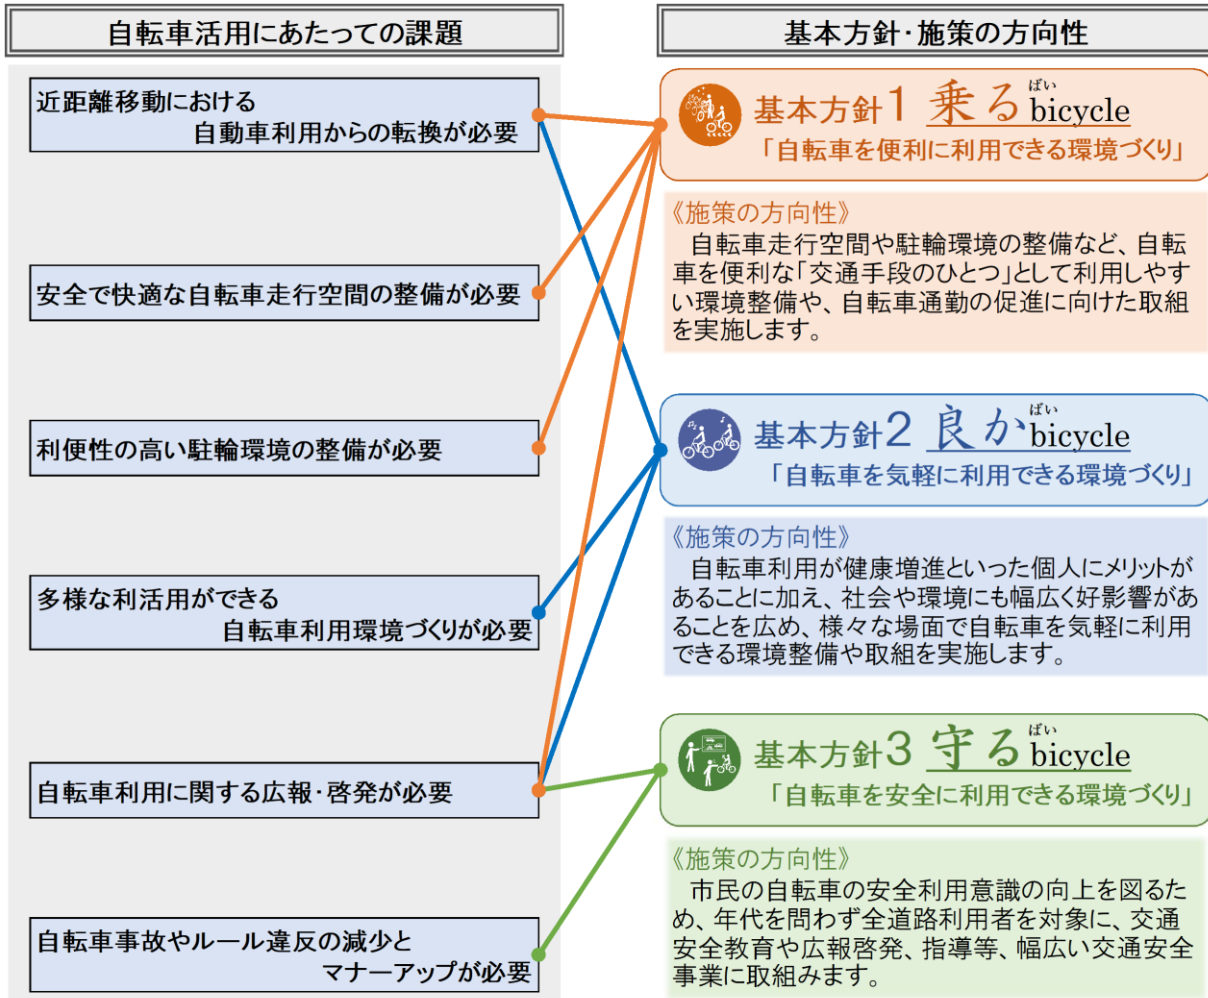 自転車活用にあたっての課題
近距離移動における
自動車利用からの転換が必要
安全で快適な自転車走行空間の整備が必要
利便性の高い駐輪環境の整備が必要
多様な利活用ができる
自転車利用環境づくりが必要
自転車利用に関する広報・啓発が必要
自転車事故やルール違反の減少と
マナーアップが必要
基本方針・施策の方向性
ばい
基本方針1 乗る bicycle
「自転車を便利に利用できる環境づくり」
《施策の方向性》
自転車走行空間や駐輪環境の整備など、自転
車を便利な「交通手段のひとつ」として利用しやす
い環境整備や、自転車通勤の促進に向けた取組
を実施します。
ばい
基本方針2 良か bicycle
「自転車を気軽に利用できる環境づくり」
《施策の方向性》
自転車利用が健康増進といった個人にメリットが
あることに加え、社会や環境にも幅広く好影響があ
ることを広め、様々な場面で自転車を気軽に利用
できる環境整備や取組を実施します。
ばい
基本方針3 守る bicycle
「自転車を安全に利用できる環境づくり」
《施策の方向性》
市民の自転車の安全利用意識の向上を図るた
め、年代を問わず全道路利用者を対象に、交通
安全教育や広報啓発、指導等、幅広い交通安全
事業に取組みます。